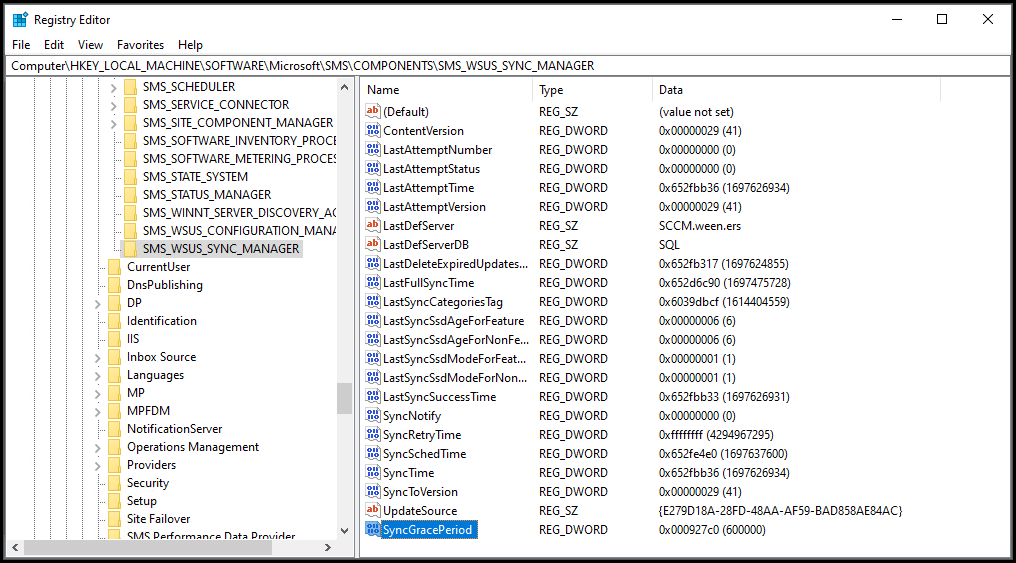 Registry Editor
File Edit View Favorites Help
Computer\HKEY_LOCAL_MACHINE\SOFTWARE\Microsoft\SMS\COMPONENTS\SMS_WSUS_SYNC_MANAGER
SMS_SCHEDULER
SMS_SERVICE_CONNECTOR
SMS_SITE_COMPONENT_MANAGER
SMS_SOFTWARE_INVENTORY_PROCE
SMS_SOFTWARE_METERING_PROCES
SMS_STATE_SYSTEM
SMS_STATUS_MANAGER
SMS_WINNT_SERVER_DISCOVERY_AG
SMS_WSUS_CONFIGURATION_MANA
SMS_WSUS_SYNC_MANAGER
CurrentUser
DnsPublishing
DP
Identification
IIS
Inbox Source
Languages
MP
MPFDM
NotificationServer
Operations Management
Providers
Security
Setup
Site Failover
SMS Performance Data Provider
Name Type Data
(Default) REG_SZ (value not set)
ContentVersion REG_DWORD 0x00000029 (41)
LastAttemptNumber REG_DWORD 0x00000000 (0)
LastAttemptStatus REG_DWORD 0x00000000 (0)
LastAttemptTime REG_DWORD 0x652fbb36 (1697626934)
LastAttemptVersion REG_DWORD 0x00000029 (41)
LastDefServer REG_SZ SCCM.ween.ers
LastDefServerDB REG_SZ SQL
LastDeleteExpiredUpdates... REG_DWORD 0x652fb317 (1697624855)
LastFullSyncTime REG_DWORD 0x652d6c90 (1697475728)
LastSyncCategoriesTag REG_DWORD 0x6039dbcf (1614404559)
LastSyncSsdAgeForFeature REG_DWORD 0x00000006 (6)
LastSyncSsdAgeForNonFe... REG_DWORD 0x00000006 (6)
LastSyncSsdModeForFeat... REG_DWORD 0x00000001 (1)
LastSyncSsdModeForNon... REG_DWORD 0x00000001 (1)
LastSyncSuccessTime REG_DWORD 0x652fbb33 (1697626931)
SyncNotify REG_DWORD 0x00000000 (0)
SyncRetryTime REG_DWORD 0xffffffff (4294967295)
SyncSchedTime REG_DWORD 0x652fe4e0 (1697637600)
SyncTime REG_DWORD 0x652fbb36 (1697626934)
SyncToVersion REG_DWORD 0x00000029 (41)
UpdateSource REG_SZ {E279D18A-28FD-48AA-AF59-BAD858AE84AC}
SyncGracePeriod REG_DWORD 0x000927c0 (600000)